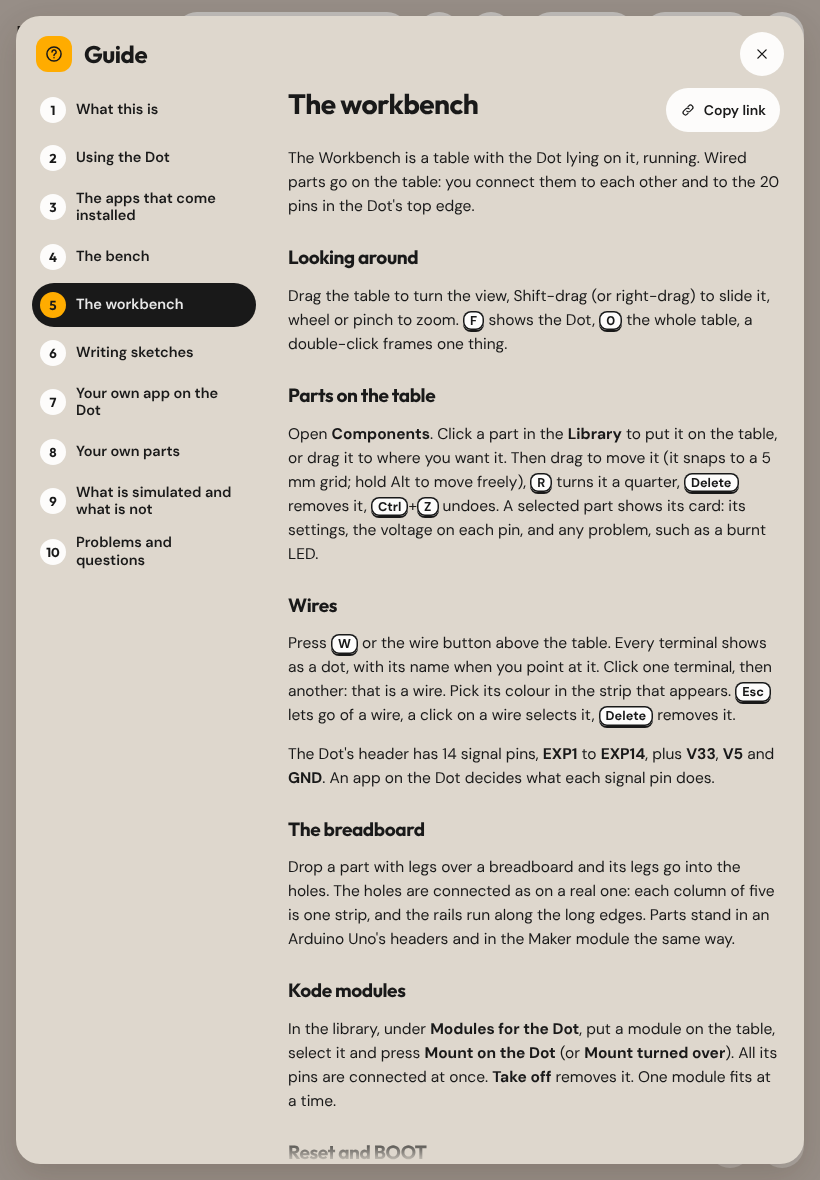 Guide
1 What this is
2 Using the Dot
3 The apps that come
installed
4 The bench
5 The workbench
6 Writing sketches
7 Your own app on the
Dot
8 Your own parts
9 What is simulated and
what is not
10 Problems and
questions
The workbench
Copy link
The Workbench is a table with the Dot lying on it, running. Wired
parts go on the table: you connect them to each other and to the 20
pins in the Dot's top edge.
Looking around
Drag the table to turn the view, Shift-drag (or right-drag) to slide it,
wheel or pinch to zoom. F shows the Dot, 0 the whole table, a
double-click frames one thing.
Parts on the table
Open Components. Click a part in the Library to put it on the table,
or drag it to where you want it. Then drag to move it (it snaps to a 5
mm grid; hold Alt to move freely), R turns it a quarter, Delete
removes it, Ctrl+Z undoes. A selected part shows its card: its
settings, the voltage on each pin, and any problem, such as a burnt
LED.
Wires
Press W or the wire button above the table. Every terminal shows
as a dot, with its name when you point at it. Click one terminal, then
another: that is a wire. Pick its colour in the strip that appears. Esc
lets go of a wire, a click on a wire selects it, Delete removes it.
The Dot's header has 14 signal pins, EXP1 to EXP14, plus V33, V5 and
GND. An app on the Dot decides what each signal pin does.
The breadboard
Drop a part with legs over a breadboard and its legs go into the
holes. The holes are connected as on a real one: each column of five
is one strip, and the rails run along the long edges. Parts stand in an
Arduino Uno's headers and in the Maker module the same way.
Kode modules
In the library, under Modules for the Dot, put a module on the table,
select it and press Mount on the Dot (or Mount turned over). All its
pins are connected at once. Take off removes it. One module fits at
a time.
Reset and BOOT